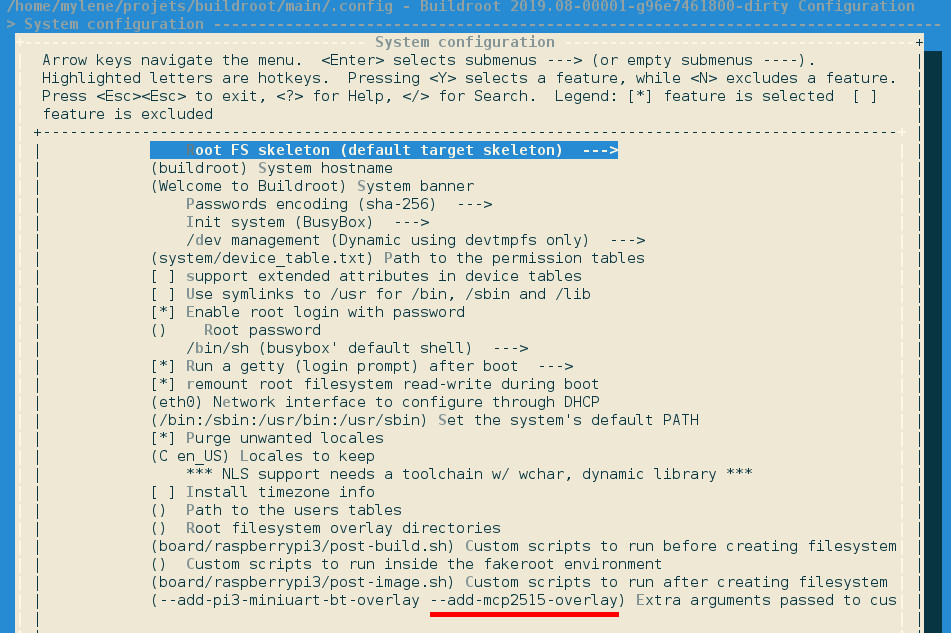 /home/mylene/projets/buildroot/main/.config - Buildroot 2019.08-00001-g96e7461800-dirty Configuration
> System configuration
System configuration
Arrow keys navigate the menu.  <Enter> selects submenus ---> (or empty submenus ----).
Highlighted letters are hotkeys.  Pressing <Y> selects a feature, while <N> excludes a feature.
Press <Esc><Esc> to exit, <?> for Help, </> for Search.  Legend: [*] feature is selected  [ ]
feature is excluded
Root FS skeleton (default target skeleton)  --->
(buildroot) System hostname
(Welcome to Buildroot) System banner
Passwords encoding (sha-256)  --->
Init system (BusyBox)  --->
/dev management (Dynamic using devtmpfs only)  --->
(system/device_table.txt) Path to the permission tables
[ ] support extended attributes in device tables
[ ] Use symlinks to /usr for /bin, /sbin and /lib
[*] Enable root login with password
()    Root password
/bin/sh (busybox' default shell)  --->
[*] Run a getty (login prompt) after boot  --->
[*] remount root filesystem read-write during boot
(eth0) Network interface to configure through DHCP
(/bin:/sbin:/usr/bin:/usr/sbin) Set the system's default PATH
[*] Purge unwanted locales
(C en_US) Locales to keep
*** NLS support needs a toolchain w/ wchar, dynamic library ***
[ ] Install timezone info
()  Path to the users tables
()  Root filesystem overlay directories
(board/raspberrypi3/post-build.sh) Custom scripts to run before creating filesystem
()  Custom scripts to run inside the fakeroot environment
(board/raspberrypi3/post-image.sh) Custom scripts to run after creating filesystem
(--add-pi3-miniuart-bt-overlay --add-mcp2515-overlay) Extra arguments passed to cus